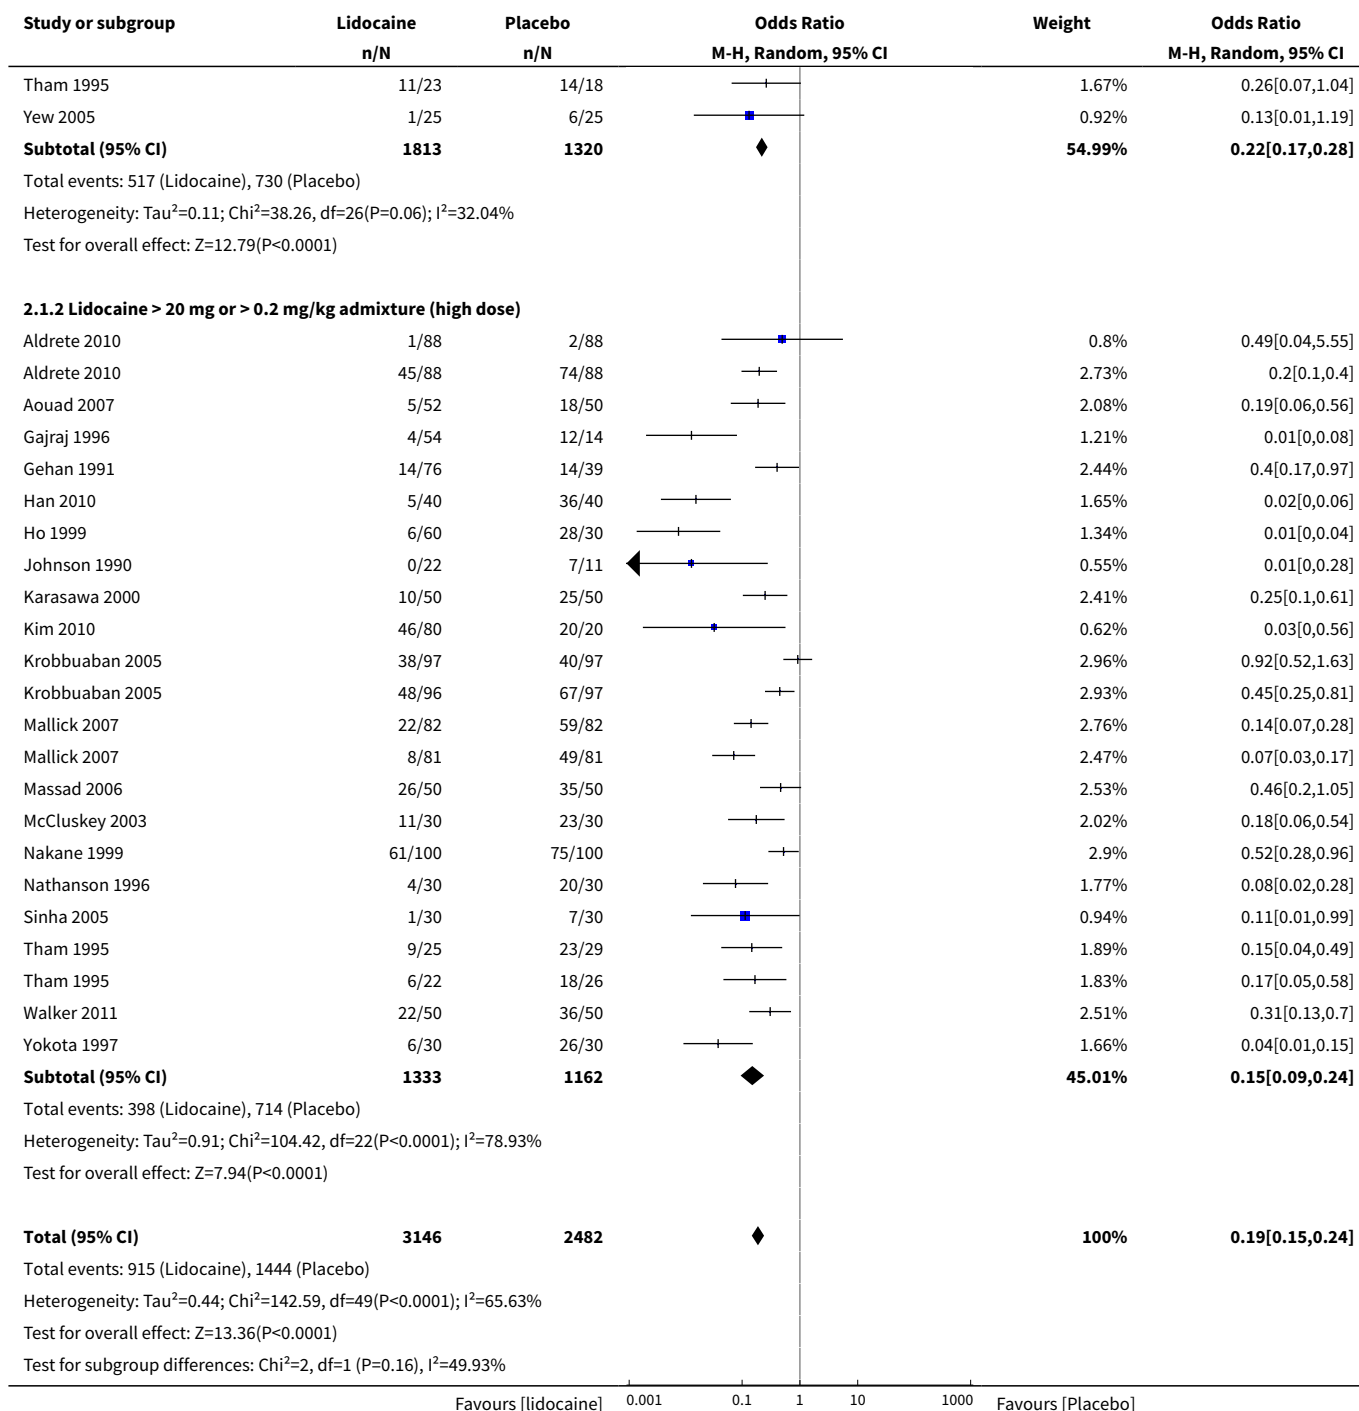 Study or subgroup Lidocaine Placebo Odds Ratio Weight Odds Ratio
n/N n/N M-H, Random, 95% CI M-H, Random, 95% CI
Tham 1995 11/23 14/18 1.67% 0.26[0.07,1.04]
Yew 2005 1/25 6/25 0.92% 0.13[0.01,1.19]
Subtotal (95% CI) 1813 1320 54.99% 0.22[0.17,0.28]
Total events: 517 (Lidocaine), 730 (Placebo)
Heterogeneity: Tau²=0.11; Chi²=38.26, df=26(P=0.06); I²=32.04%
Test for overall effect: Z=12.79(P<0.0001)
2.1.2 Lidocaine > 20 mg or > 0.2 mg/kg admixture (high dose)
Aldrete 2010 1/88 2/88 0.8% 0.49[0.04,5.55]
Aldrete 2010 45/88 74/88 2.73% 0.2[0.1,0.4]
Aouad 2007 5/52 18/50 2.08% 0.19[0.06,0.56]
Gajraj 1996 4/54 12/14 1.21% 0.01[0,0.08]
Gehan 1991 14/76 14/39 2.44% 0.4[0.17,0.97]
Han 2010 5/40 36/40 1.65% 0.02[0,0.06]
Ho 1999 6/60 28/30 1.34% 0.01[0,0.04]
Johnson 1990 0/22 7/11 0.55% 0.01[0,0.28]
Karasawa 2000 10/50 25/50 2.41% 0.25[0.1,0.61]
Kim 2010 46/80 20/20 0.62% 0.03[0,0.56]
Krobbuaban 2005 38/97 40/97 2.96% 0.92[0.52,1.63]
Krobbuaban 2005 48/96 67/97 2.93% 0.45[0.25,0.81]
Mallick 2007 22/82 59/82 2.76% 0.14[0.07,0.28]
Mallick 2007 8/81 49/81 2.47% 0.07[0.03,0.17]
Massad 2006 26/50 35/50 2.53% 0.46[0.2,1.05]
McCluskey 2003 11/30 23/30 2.02% 0.18[0.06,0.54]
Nakane 1999 61/100 75/100 2.9% 0.52[0.28,0.96]
Nathanson 1996 4/30 20/30 1.77% 0.08[0.02,0.28]
Sinha 2005 1/30 7/30 0.94% 0.11[0.01,0.99]
Tham 1995 9/25 23/29 1.89% 0.15[0.04,0.49]
Tham 1995 6/22 18/26 1.83% 0.17[0.05,0.58]
Walker 2011 22/50 36/50 2.51% 0.31[0.13,0.7]
Yokota 1997 6/30 26/30 1.66% 0.04[0.01,0.15]
Subtotal (95% CI) 1333 1162 45.01% 0.15[0.09,0.24]
Total events: 398 (Lidocaine), 714 (Placebo)
Heterogeneity: Tau²=0.91; Chi²=104.42, df=22(P<0.0001); I²=78.93%
Test for overall effect: Z=7.94(P<0.0001)
Total (95% CI) 3146 2482 100% 0.19[0.15,0.24]
Total events: 915 (Lidocaine), 1444 (Placebo)
Heterogeneity: Tau²=0.44; Chi²=142.59, df=49(P<0.0001); I²=65.63%
Test for overall effect: Z=13.36(P<0.0001)
Test for subgroup differences: Chi²=2, df=1 (P=0.16), I²=49.93%
Favours [lidocaine] 0.001 0.1 1 10 1000 Favours [Placebo]